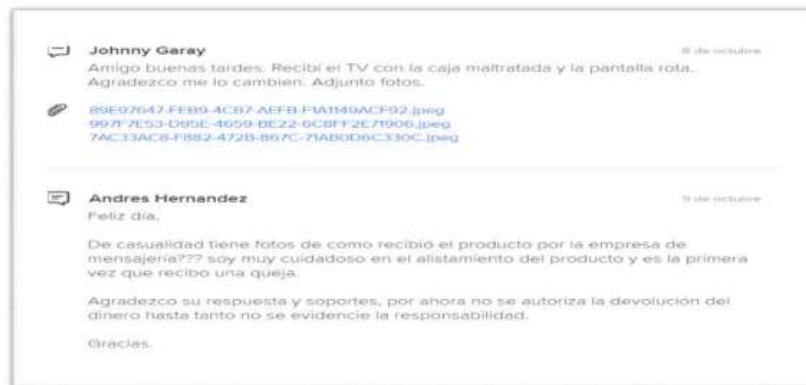 Johnny Garay
8 de octubre
Amigo buenas tardes. Recibí el TV con la caja maltratada y la pantalla rota.
Agradezco me lo cambien. Adjunto fotos.
89E97647-FEB9-4CB7-AEFB-F1A1149ACF92.jpeg
997F7E53-D95E-4659-BE22-6C8FF2E71906.jpeg
7AC33AC8-F882-472B-867C-71AB0D6C330C.jpeg
Andres Hernandez
9 de octubre
Feliz día,
De casualidad tiene fotos de como recibió el producto por la empresa de
mensajería??? soy muy cuidadoso en el alistamiento del producto y es la primera
vez que recibo una queja.
Agradezco su respuesta y soportes, por ahora no se autoriza la devolución del
dinero hasta tanto no se evidencie la responsabilidad.
Gracias.